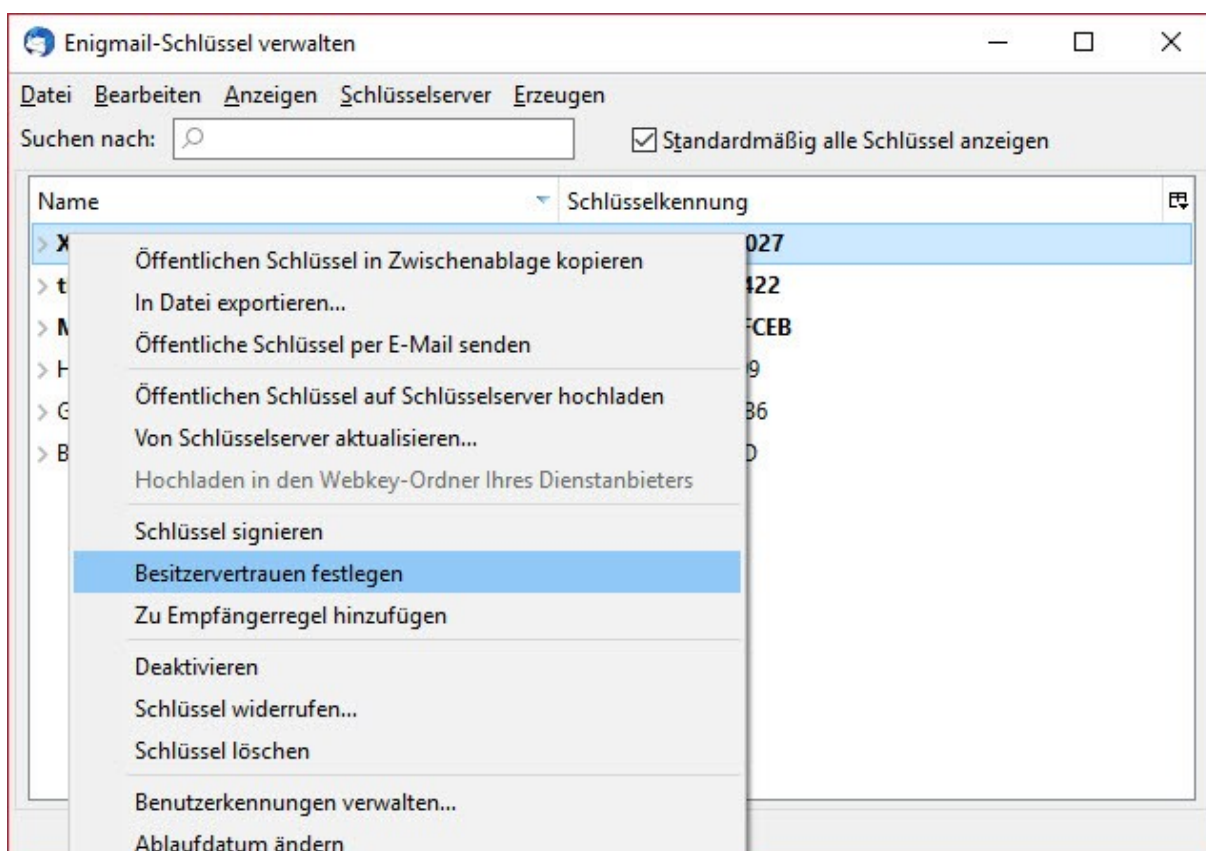 Enigmail-Schlüssel verwalten
Datei Bearbeiten Anzeigen Schlüsselserver Erzeugen
Suchen nach: Standardmäßig alle Schlüssel anzeigen
Name Schlüsselkennung
X 027
t 422
M FCEB
H 99
G 86
B D
Öffentlichen Schlüssel in Zwischenablage kopieren
In Datei exportieren...
Öffentliche Schlüssel per E-Mail senden
Öffentlichen Schlüssel auf Schlüsselserver hochladen
Von Schlüsselserver aktualisieren...
Hochladen in den Webkey-Ordner Ihres Dienstanbieters
Schlüssel signieren
Besitzervertrauen festlegen
Zu Empfängerregel hinzufügen
Deaktivieren
Schlüssel widerrufen...
Schlüssel löschen
Benutzerkennungen verwalten...
Ablaufdatum ändern